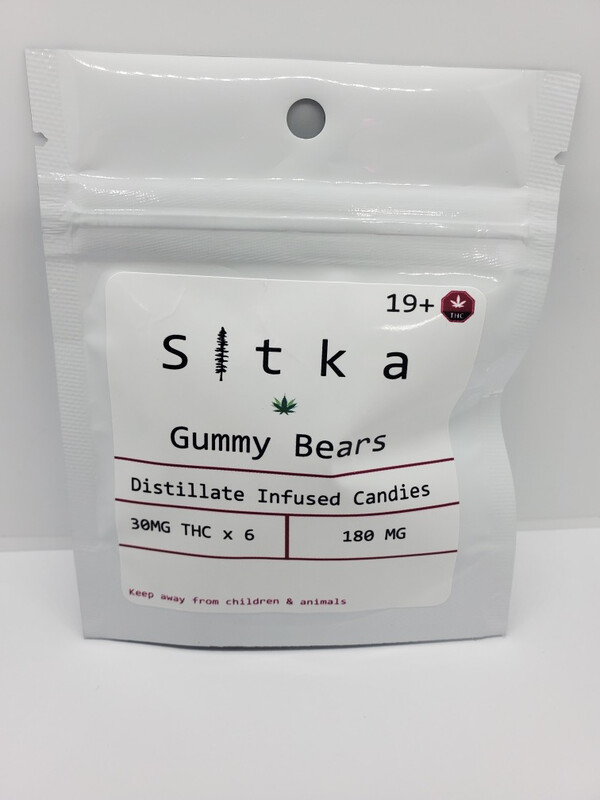 19+ THC
Sitka
Gummy Bears
Distillate Infused Candies
30MG THC x 6 180 MG
Keep away from children & animals